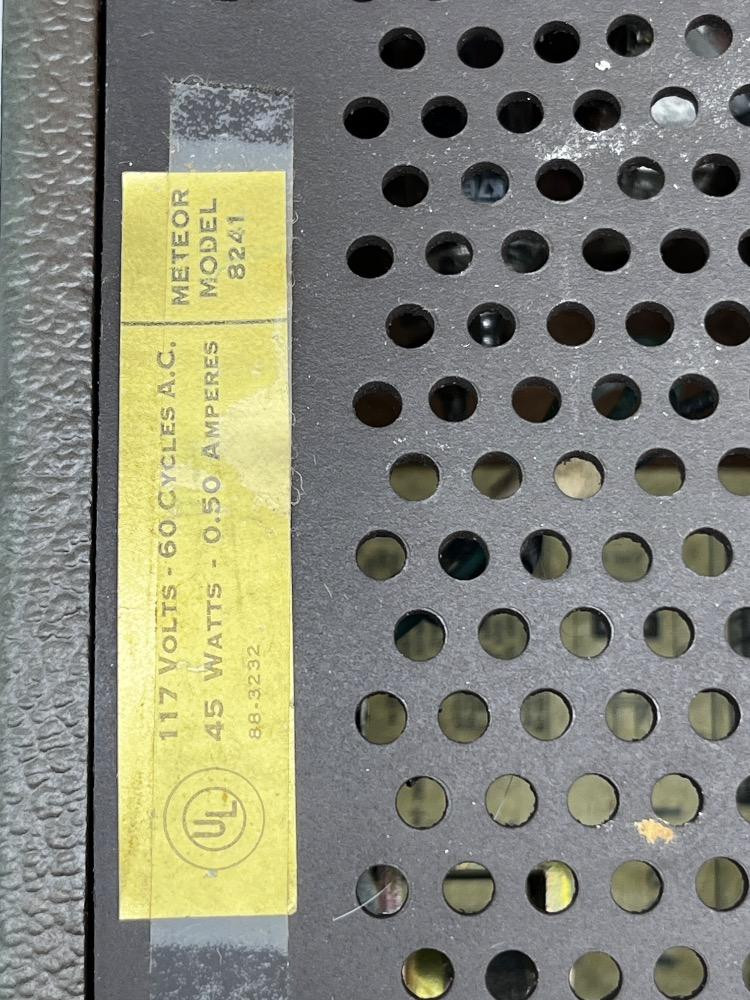 METEOR
MODEL
8241
117 VOLTS - 60 CYCLES A.C.
45 WATTS - 0.50 AMPERES
88-3232
UL